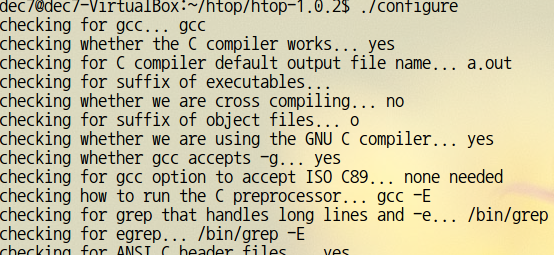 dec7@dec7-VirtualBox:~/htop/htop-1.0.2$ ./configure
checking for gcc... gcc
checking whether the C compiler works... yes
checking for C compiler default output file name... a.out
checking for suffix of executables...
checking whether we are cross compiling... no
checking for suffix of object files... o
checking whether we are using the GNU C compiler... yes
checking whether gcc accepts -g... yes
checking for gcc option to accept ISO C89... none needed
checking how to run the C preprocessor... gcc -E
checking for grep that handles long lines and -e... /bin/grep
checking for egrep... /bin/grep -E
checking for ANSI C header files... yes